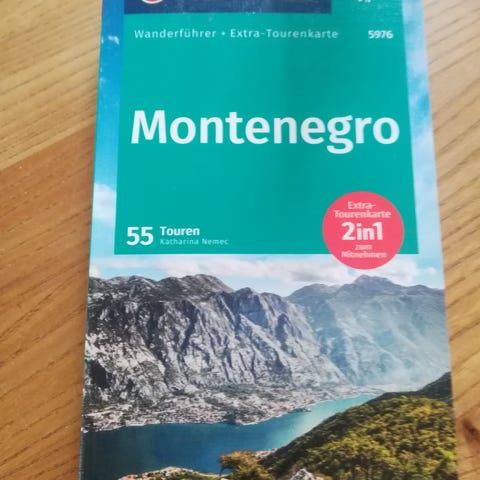 Wanderführer + Extra-Tourenkarte 5976
Montenegro
55 Touren
Katharina Nemec
Extra-
Tourenkarte
2in1
zum
Mitnehmen